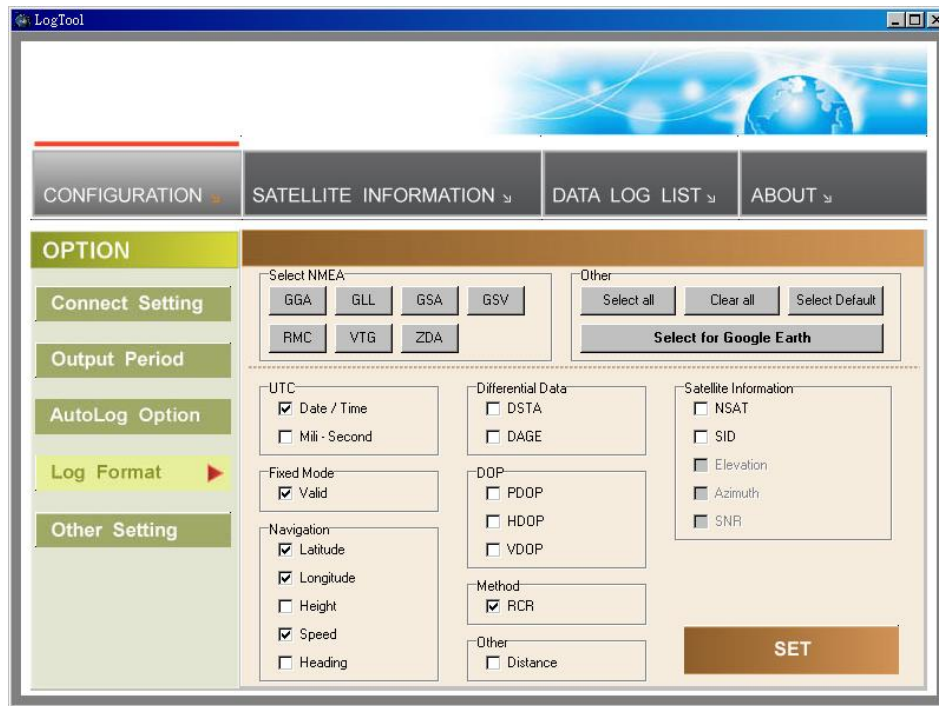 LogTool
CONFIGURATION
SATELLITE INFORMATION
DATA LOG LIST
ABOUT
OPTION
Connect Setting
Output Period
AutoLog Option
Log Format
Other Setting
Select NMEA
GGA GLL GSA GSV
RMC VTG ZDA
Other
Select all Clear all Select Default
Select for Google Earth
UTC
Date / Time
Mili - Second
Fixed Mode
Valid
Navigation
Latitude
Longitude
Height
Speed
Heading
Differential Data
DSTA
DAGE
DOP
PDOP
HDOP
VDOP
Method
RCR
Other
Distance
Satellite Information
NSAT
SID
Elevation
Azimuth
SNR
SET